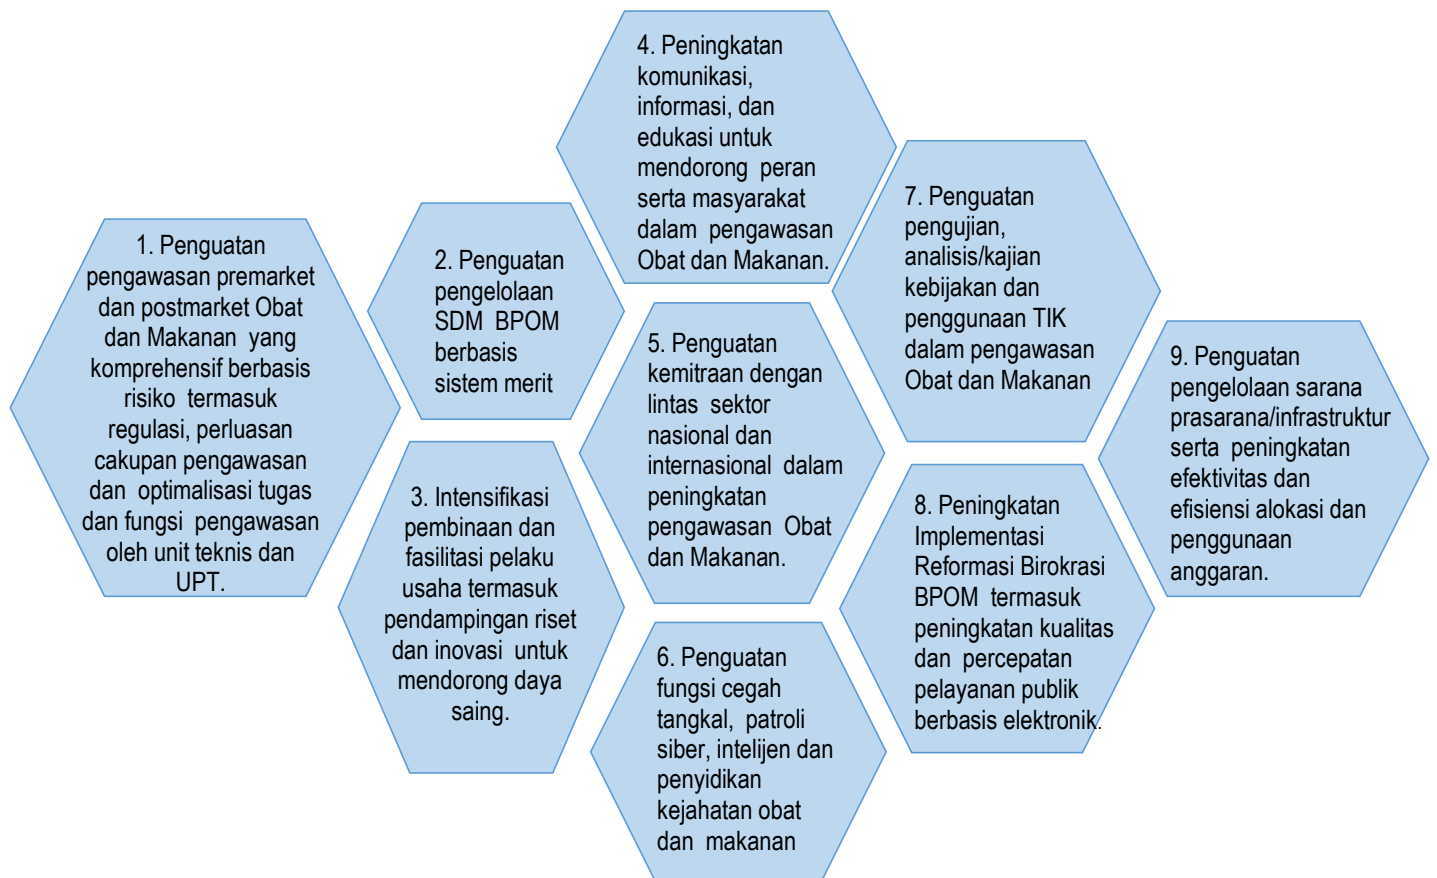 1. Penguatan
pengawasan premarket
dan postmarket Obat
dan Makanan yang
komprehensif berbasis
risiko termasuk
regulasi, perluasan
cakupan pengawasan
dan optimalisasi tugas
dan fungsi pengawasan
oleh unit teknis dan
UPT.
2. Penguatan
pengelolaan
SDM BPOM
berbasis
sistem merit
3. Intensifikasi
pembinaan dan
fasilitasi pelaku
usaha termasuk
pendampingan riset
dan inovasi untuk
mendorong daya
saing.
4. Peningkatan
komunikasi,
informasi, dan
edukasi untuk
mendorong peran
serta masyarakat
dalam pengawasan
Obat dan Makanan.
5. Penguatan
kemitraan dengan
lintas sektor
nasional dan
internasional dalam
peningkatan
pengawasan Obat
dan Makanan.
6. Penguatan
fungsi cegah
tangkal, patroli
siber, intelijen dan
penyidikan
kejahatan obat
dan makanan
7. Penguatan
pengujian,
analisis/kajian
kebijakan dan
penggunaan TIK
dalam pengawasan
Obat dan Makanan
8. Peningkatan
Implementasi
Reformasi Birokrasi
BPOM termasuk
peningkatan kualitas
dan percepatan
pelayanan publik
berbasis elektronik.
9. Penguatan
pengelolaan sarana
prasarana/infrastruktur
serta peningkatan
efektivitas dan
efisiensi alokasi dan
penggunaan
anggaran.